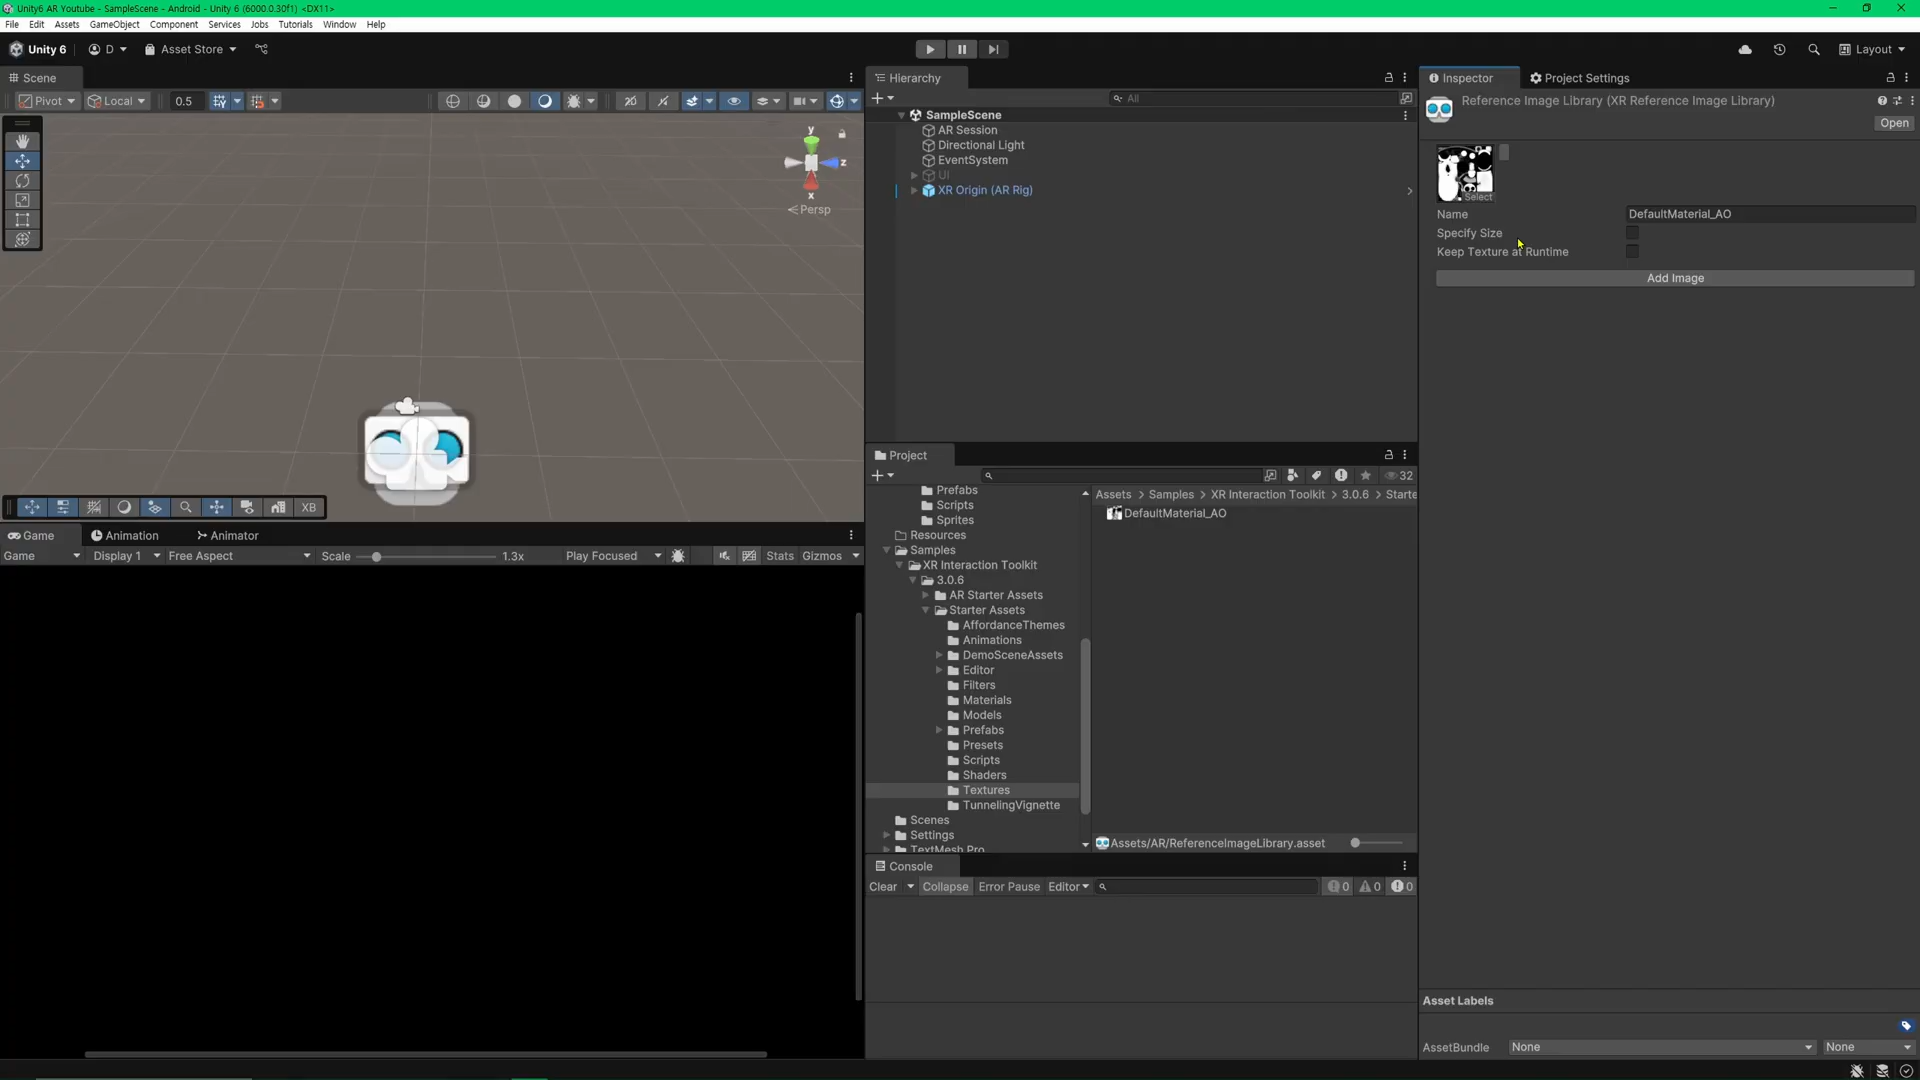 Unity6 AR Youtube - SampleScene - Android - Unity 6 (6000.0.30f1) <DX11>
File Edit Assets GameObject Component Services Jobs Tutorials Window Help
Unity 6 D Asset Store Layout
Scene
Pivot Local 0.5
y
z
x
Persp
XB
Game Animation Animator
Game Display 1 Free Aspect Scale 1.3x Play Focused Stats Gizmos
Hierarchy
All
SampleScene
AR Session
Directional Light
EventSystem
UI
XR Origin (AR Rig)
Project
32
Prefabs
Scripts
Sprites
Resources
Samples
XR Interaction Toolkit
3.0.6
AR Starter Assets
Starter Assets
AffordanceThemes
Animations
DemoSceneAssets
Editor
Filters
Materials
Models
Prefabs
Presets
Scripts
Shaders
Textures
TunnelingVignette
Scenes
Settings
TextMesh Pro
Assets > Samples > XR Interaction Toolkit > 3.0.6 > Starte
DefaultMaterial_AO
Assets/AR/ReferenceImageLibrary.asset
Console
Clear Collapse Error Pause Editor 0 0 0
Inspector Project Settings
Reference Image Library (XR Reference Image Library)
Open
Select
Name DefaultMaterial_AO
Specify Size
Keep Texture at Runtime
Add Image
Asset Labels
AssetBundle None None